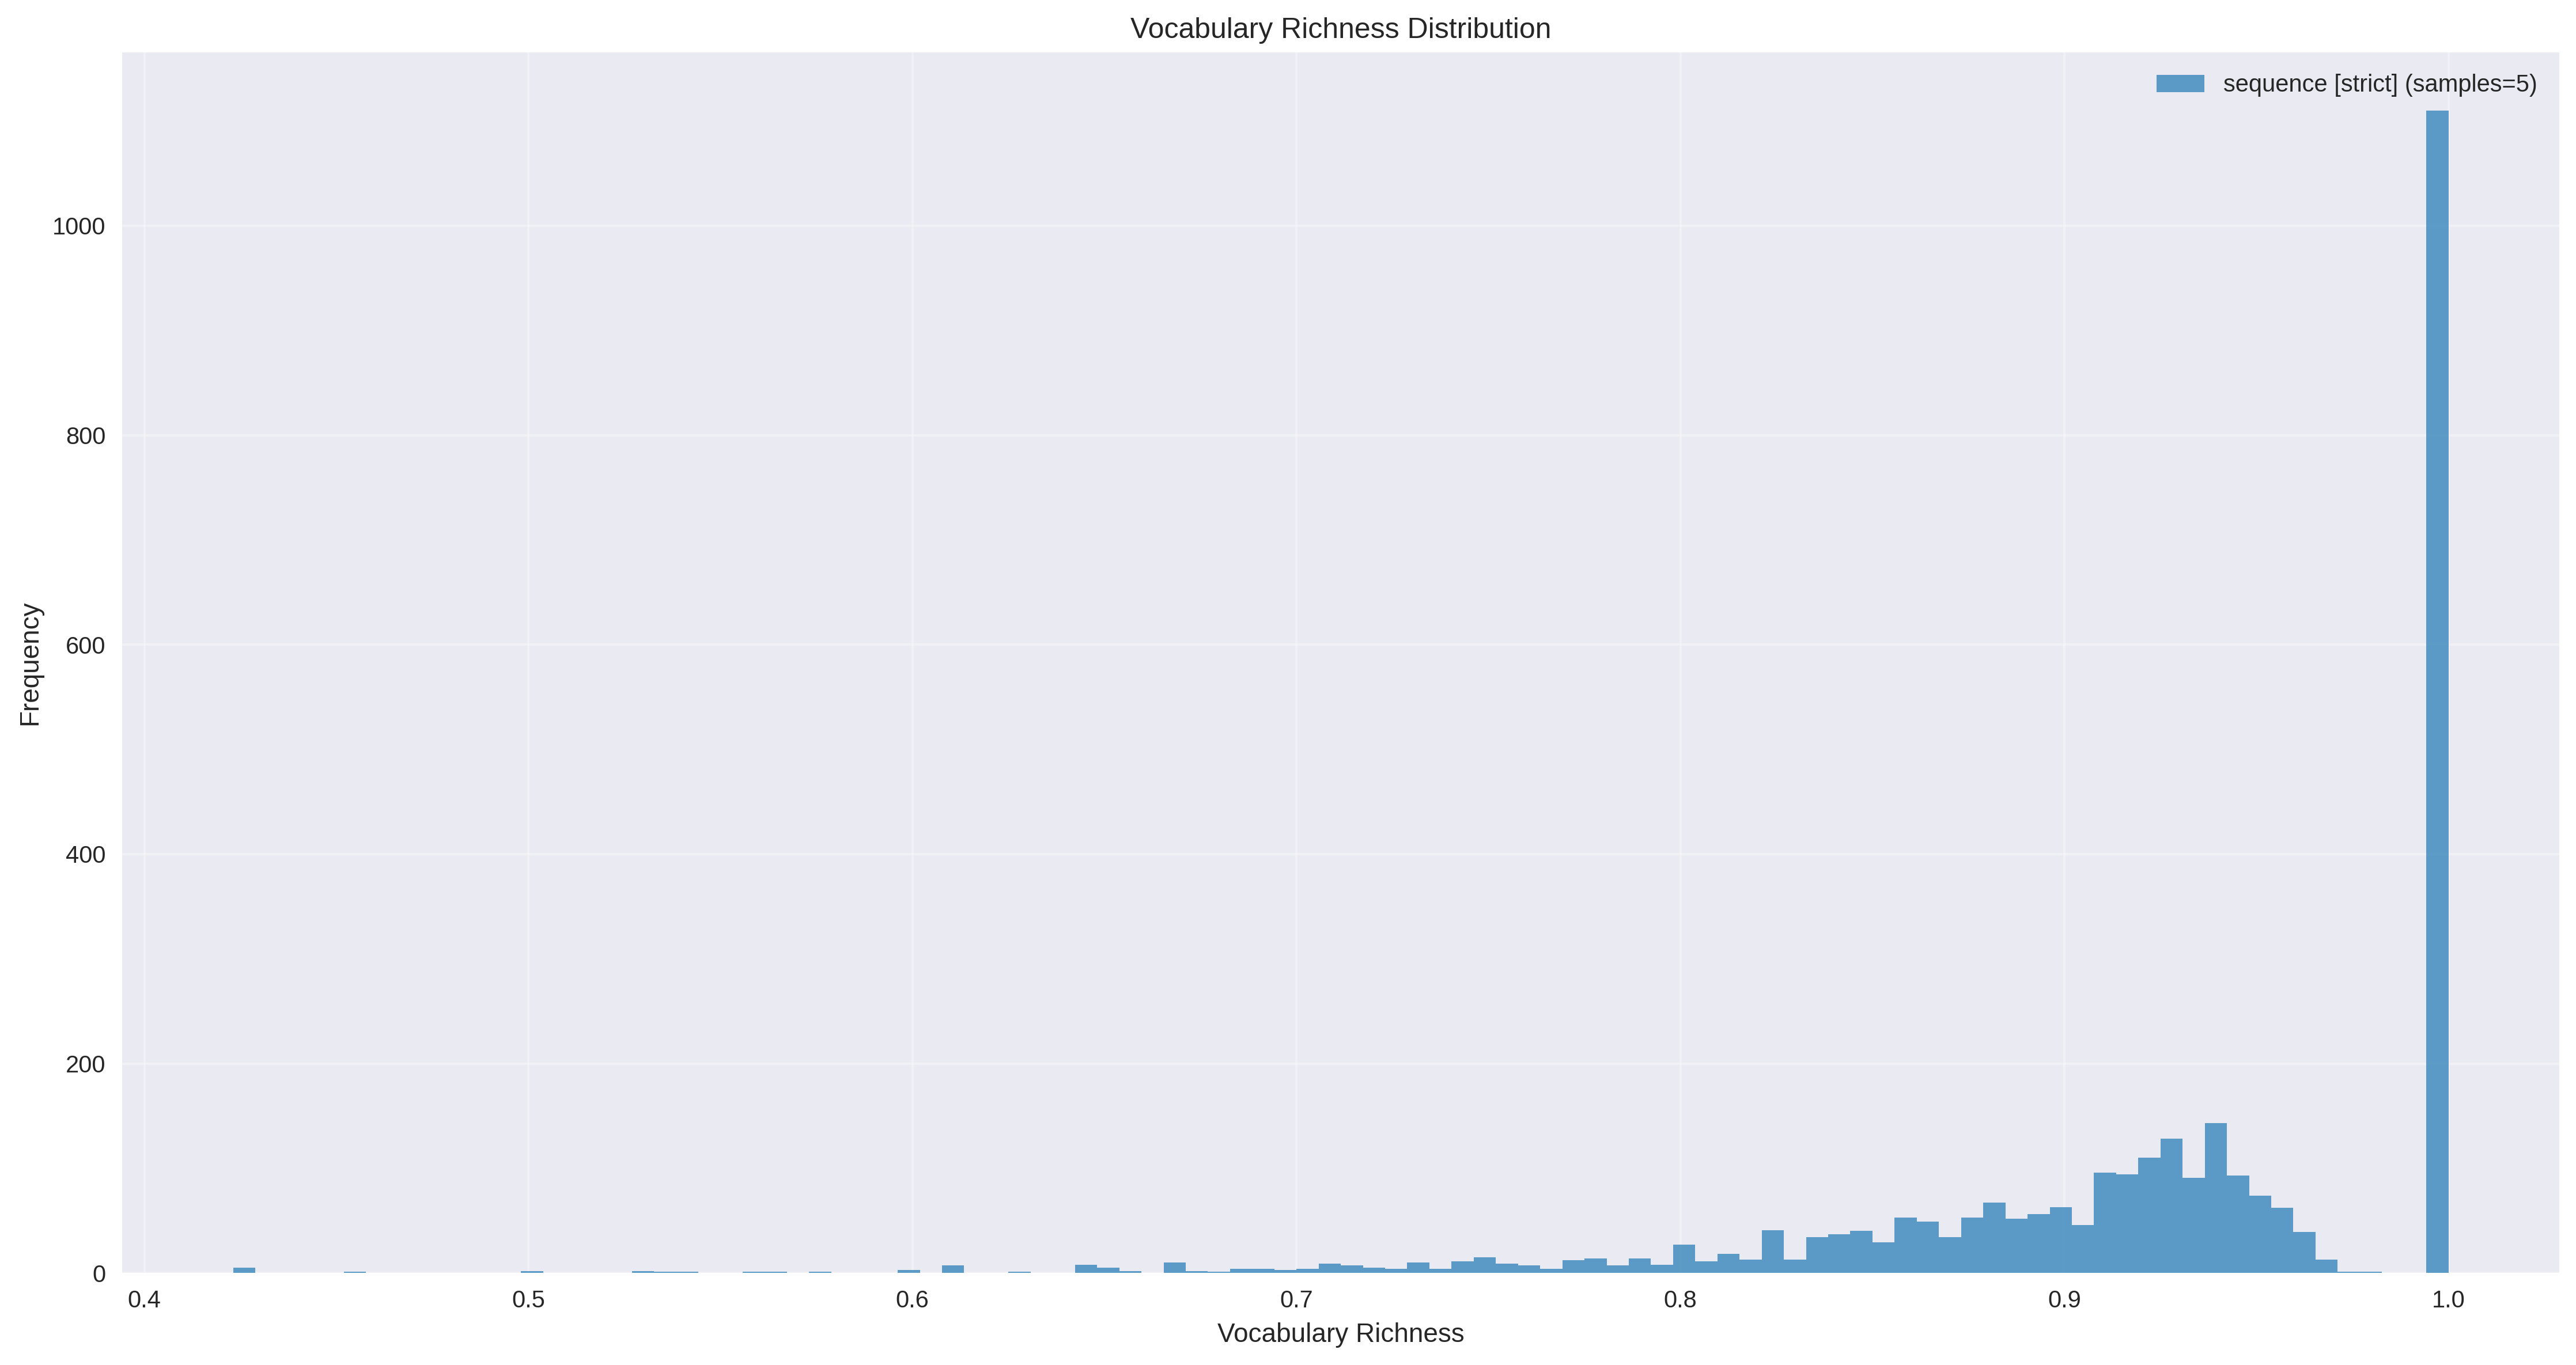 Vocabulary Richness Distribution
sequence [strict] (samples=5)
1000
800
600
400
200
0
Frequency
0.4 0.5 0.6 0.7 0.8 0.9 1.0
Vocabulary Richness